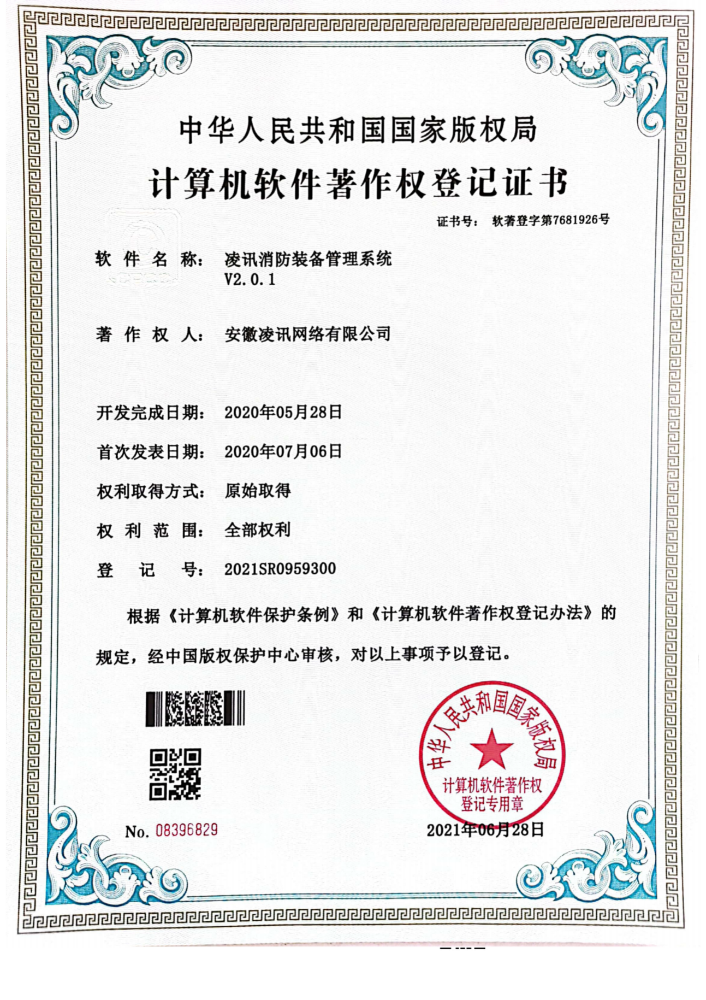 中华人民共和国国家版权局
计算机软件著作权登记证书
证书号： 软著登字第7681926号
软件名称： 凌讯消防装备管理系统
V2.0.1
著作权人： 安徽凌讯网络有限公司
开发完成日期： 2020年05月28日
首次发表日期： 2020年07月06日
权利取得方式： 原始取得
权利范围： 全部权利
登记号： 2021SR0959300
根据《计算机软件保护条例》和《计算机软件著作权登记办法》的
规定，经中国版权保护中心审核，对以上事项予以登记。
中华人民共和国国家版权局
计算机软件著作权
登记专用章
No. 08396829
2021年06月28日